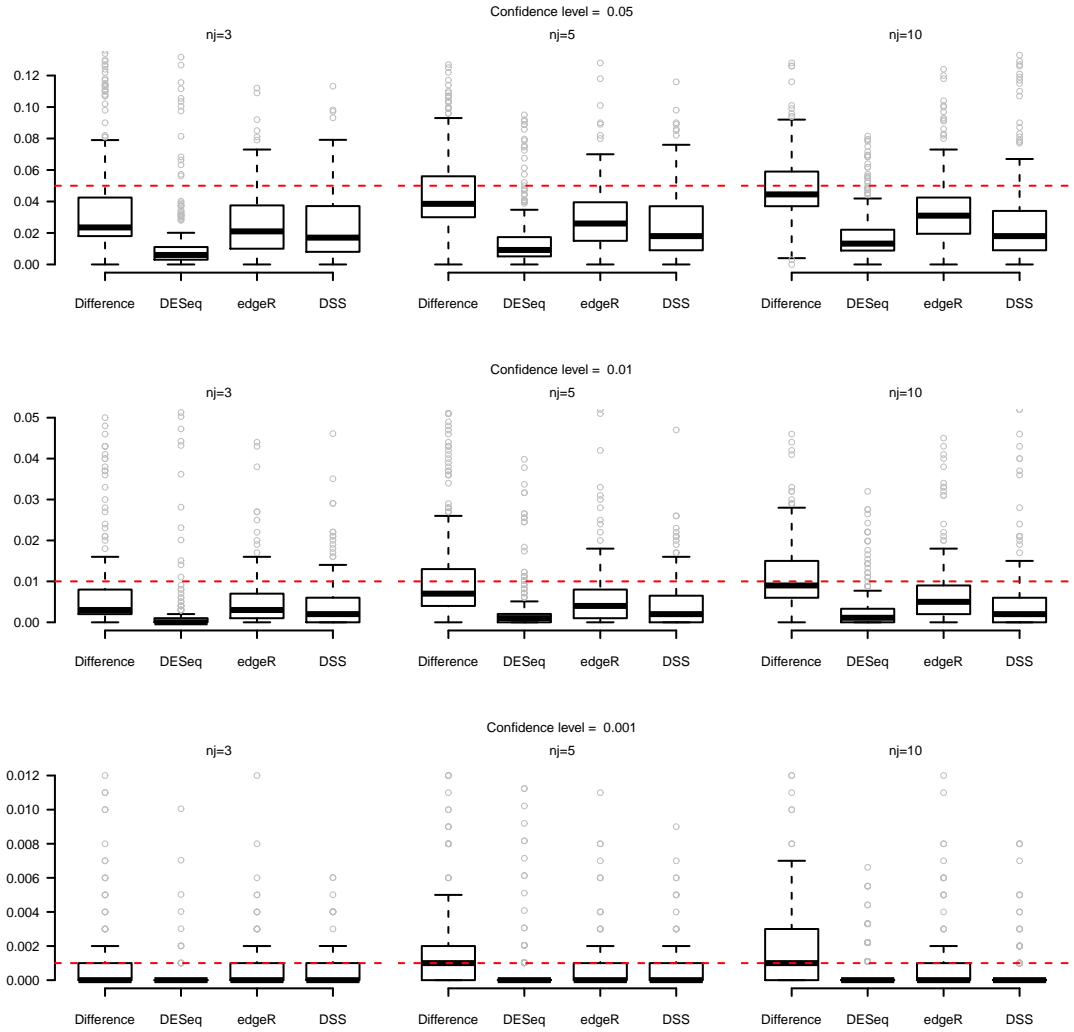 Confidence level = 0.05
nj=3 nj=5 nj=10
0.12
0.10
0.08
0.06
0.04
0.02
0.00
Difference DESeq edgeR DSS Difference DESeq edgeR DSS Difference DESeq edgeR DSS
Confidence level = 0.01
nj=3 nj=5 nj=10
0.05
0.04
0.03
0.02
0.01
0.00
Difference DESeq edgeR DSS Difference DESeq edgeR DSS Difference DESeq edgeR DSS
Confidence level = 0.001
nj=3 nj=5 nj=10
0.012
0.010
0.008
0.006
0.004
0.002
0.000
Difference DESeq edgeR DSS Difference DESeq edgeR DSS Difference DESeq edgeR DSS